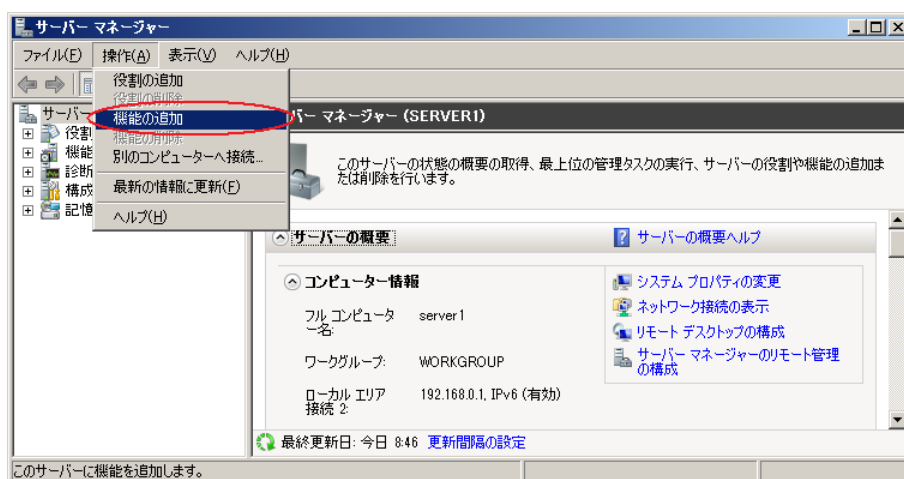 サーバー マネージャー
ファイル(F) 操作(A) 表示(V) ヘルプ(H)
役割の追加
役割の削除
機能の追加
機能の削除
別のコンピューターへ接続...
最新の情報に更新(F)
ヘルプ(H)
サーバー
役割
機能
診断
構成
記憶
バー マネージャー (SERVER1)
このサーバーの状態の概要の取得、最上位の管理タスクの実行、サーバーの役割や機能の追加ま
たは削除を行います。
サーバーの概要
サーバーの概要ヘルプ
コンピューター情報
フル コンピュータ
ー名:
server1
ワークグループ:
WORKGROUP
ローカル エリア
接続 2:
192.168.0.1, IPv6 (有効)
システム プロパティの変更
ネットワーク接続の表示
リモート デスクトップの構成
サーバー マネージャーのリモート管理
の構成
最終更新日: 今日 8:46 更新間隔の設定
このサーバーに機能を追加します。